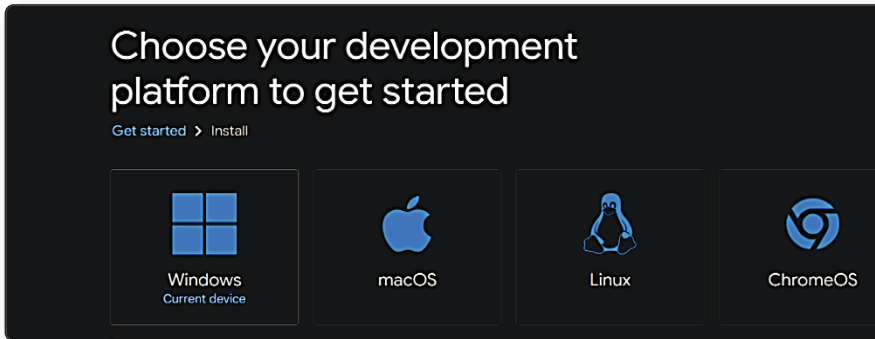 Choose your development
platform to get started
Get started > Install
Windows
Current device
macOS
Linux
ChromeOS